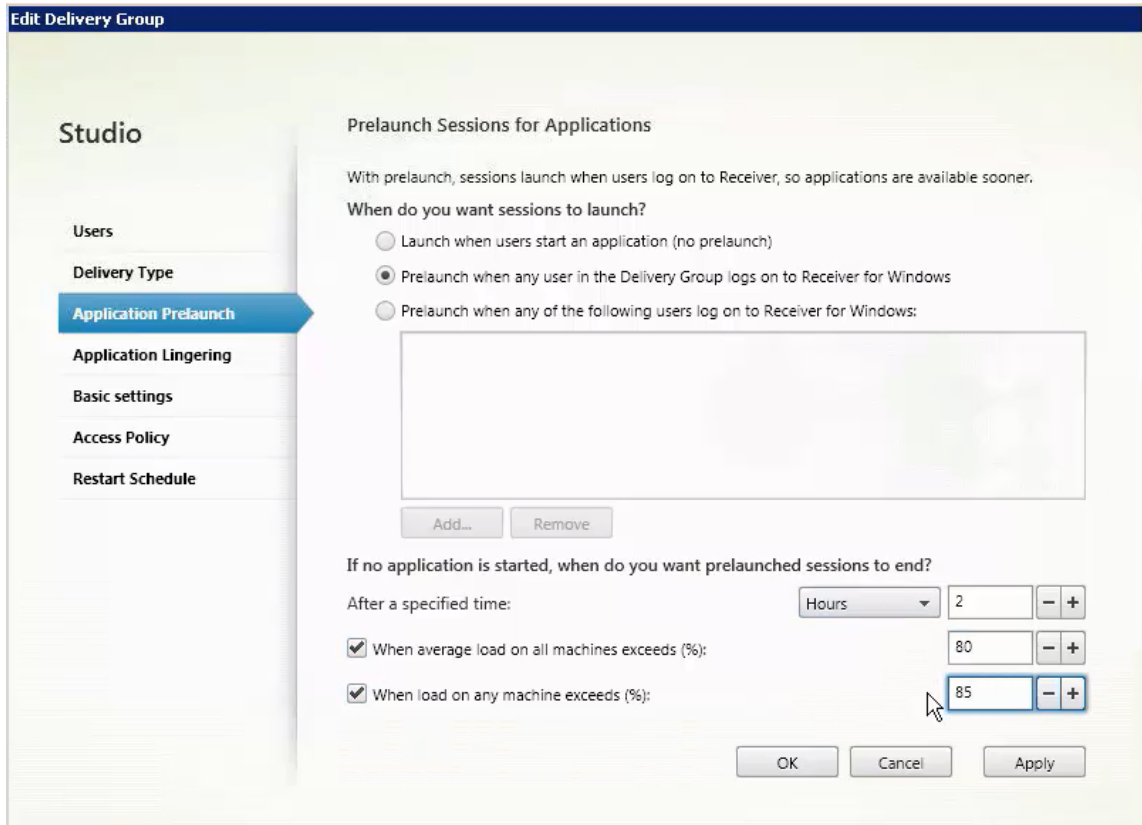 Edit Delivery Group
Studio
Users
Delivery Type
Application Prelaunch
Application Lingering
Basic settings
Access Policy
Restart Schedule
Prelaunch Sessions for Applications
With prelaunch, sessions launch when users log on to Receiver, so applications are available sooner.
When do you want sessions to launch?
Launch when users start an application (no prelaunch)
Prelaunch when any user in the Delivery Group logs on to Receiver for Windows
Prelaunch when any of the following users log on to Receiver for Windows:
Add... Remove
If no application is started, when do you want prelaunched sessions to end?
After a specified time: Hours 2 − +
When average load on all machines exceeds (%): 80 − +
When load on any machine exceeds (%): 85 − +
OK Cancel Apply